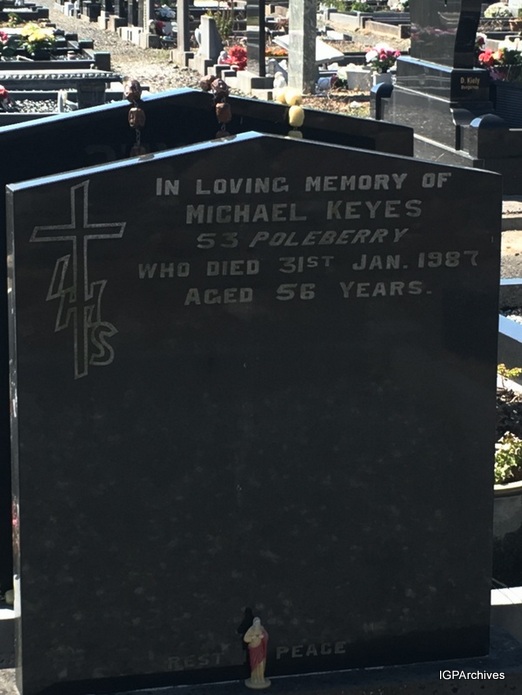 IN LOVING MEMORY OF
MICHAEL KEYES
53 POLEBERRY
WHO DIED 31ST JAN. 1987
AGED 56 YEARS.
IHS
REST PEACE
IGPArchives